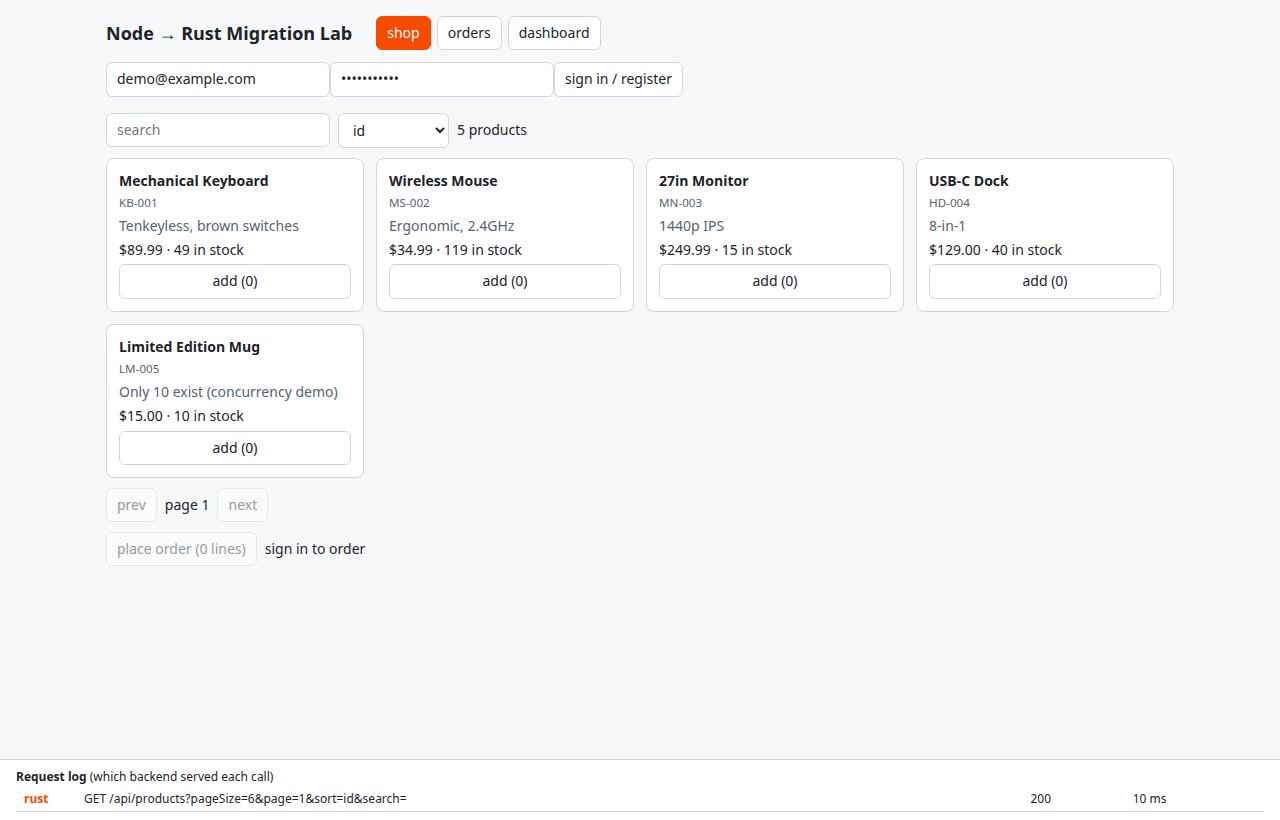 Node → Rust Migration Lab
shop
orders
dashboard
demo@example.com
•••••••••••
sign in / register
search
id
5 products
Mechanical Keyboard
KB-001
Tenkeyless, brown switches
$89.99 · 49 in stock
add (0)
Wireless Mouse
MS-002
Ergonomic, 2.4GHz
$34.99 · 119 in stock
add (0)
27in Monitor
MN-003
1440p IPS
$249.99 · 15 in stock
add (0)
USB-C Dock
HD-004
8-in-1
$129.00 · 40 in stock
add (0)
Limited Edition Mug
LM-005
Only 10 exist (concurrency demo)
$15.00 · 10 in stock
add (0)
prev
page 1
next
place order (0 lines)
sign in to order
Request log (which backend served each call)
rust GET /api/products?pageSize=6&page=1&sort=id&search= 200 10 ms